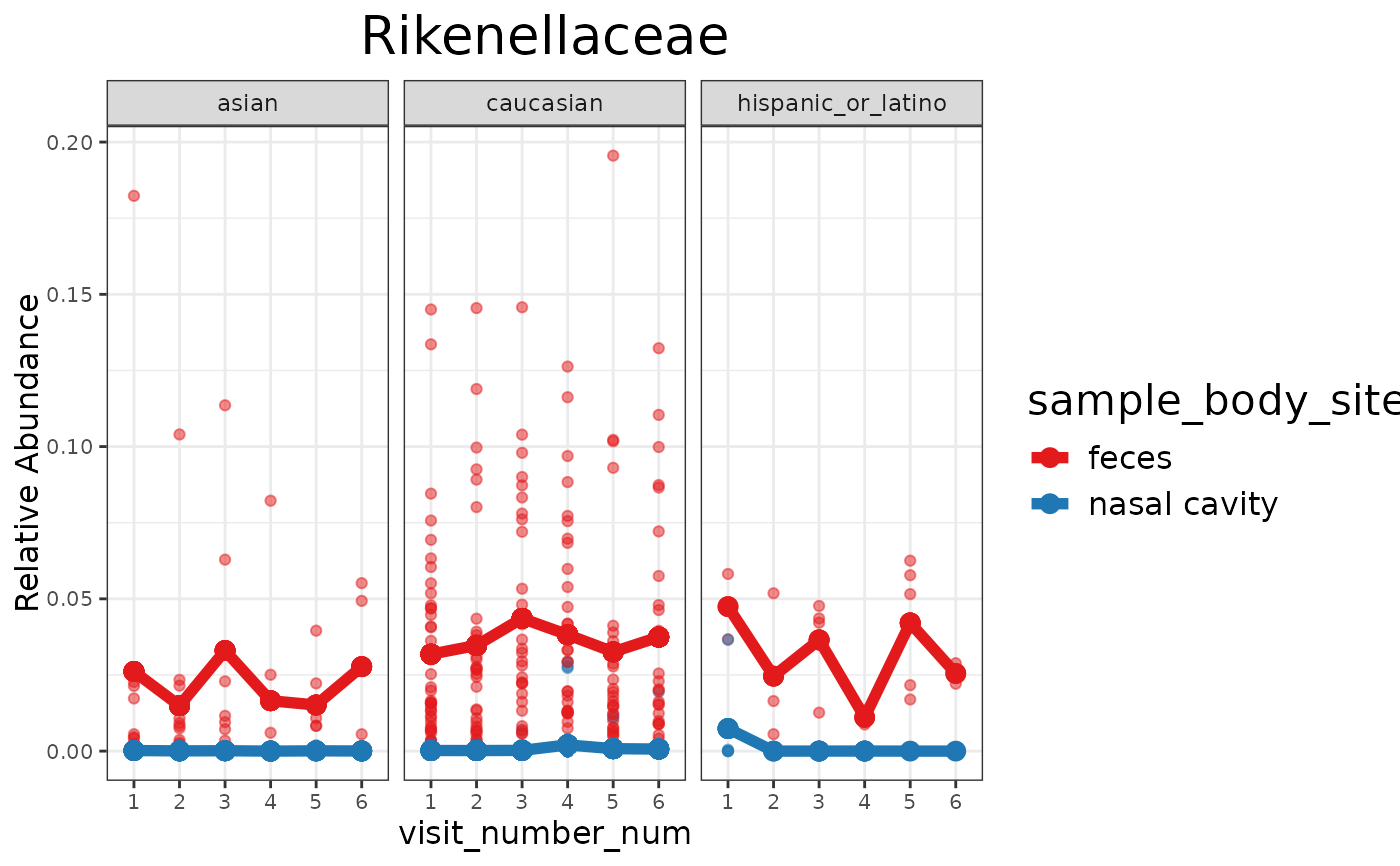 Rikenellaceae
asian
caucasian
hispanic_or_latino
Relative Abundance
0.20
0.15
0.10
0.05
0.00
1 2 3 4 5 6
1 2 3 4 5 6
1 2 3 4 5 6
visit_number_num
sample_body_site
feces
nasal cavity